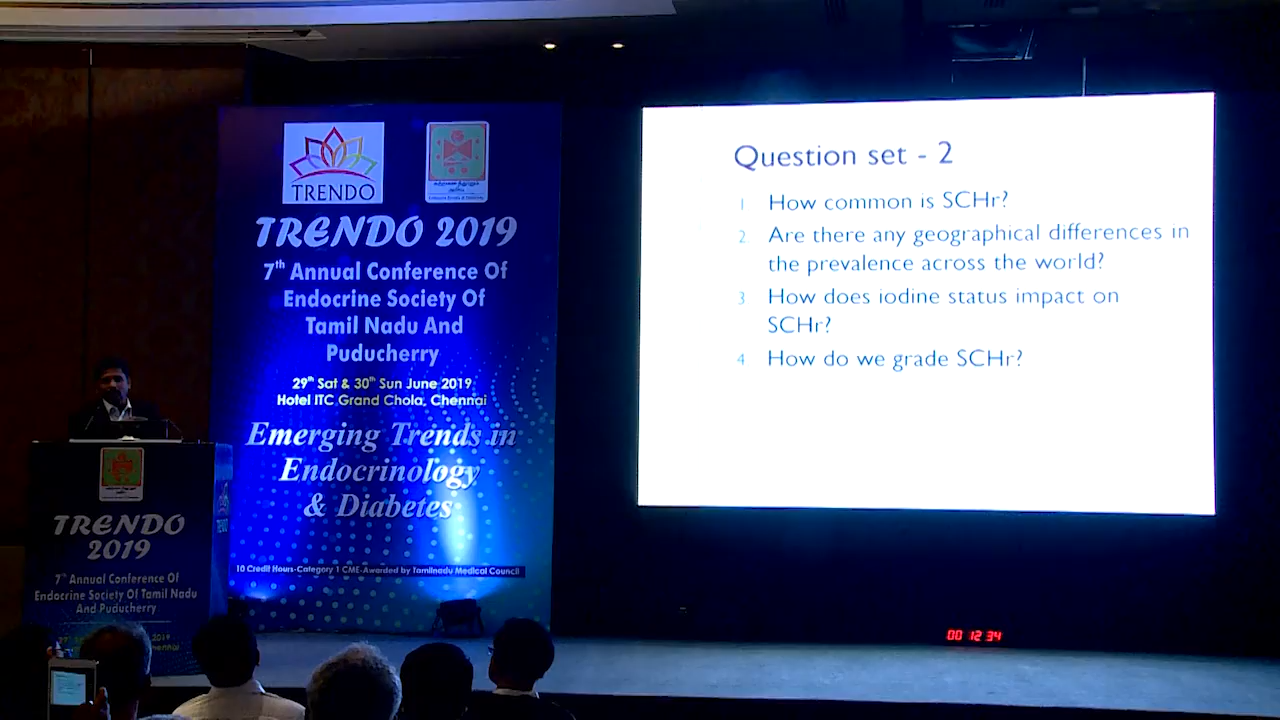 TRENDO
TRENDO 2019
7th Annual Conference Of
Endocrine Society Of
Tamil Nadu And
Puducherry
29th Sat & 30th Sun June 2019
Hotel ITC Grand Chola, Chennai
Emerging Trends in
Endocrinology
& Diabetes
10 Credit Hours-Category 1 CME-Awarded by Tamilnadu Medical Council
Question set - 2
1 How common is SCHr?
2 Are there any geographical differences in
the prevalence across the world?
3 How does iodine status impact on
SCHr?
4 How do we grade SCHr?
TRENDO
2019
7th Annual Conference Of
Endocrine Society Of Tamil Nadu
And Puducherry
00 12 34